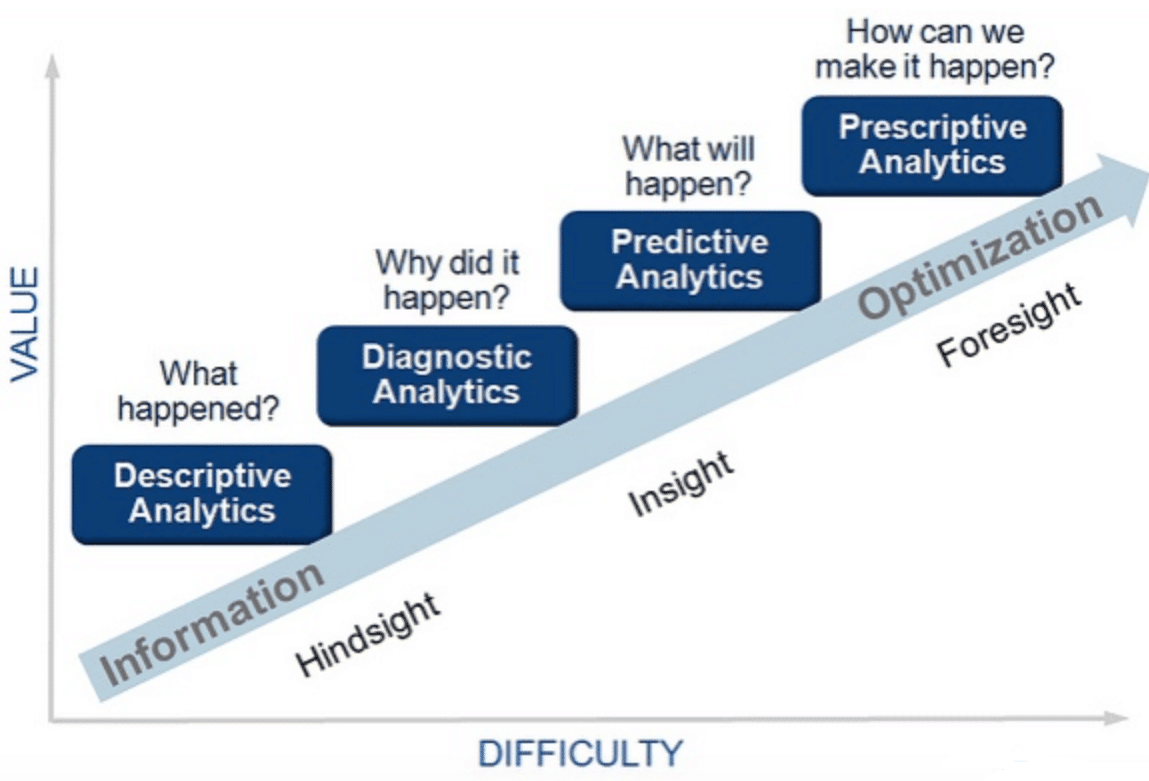 How can we
make it happen?
Prescriptive
Analytics
What will
happen?
Predictive
Analytics
Why did it
happen?
Diagnostic
Analytics
What
happened?
Descriptive
Analytics
Information
Optimization
Hindsight
Insight
Foresight
VALUE
DIFFICULTY